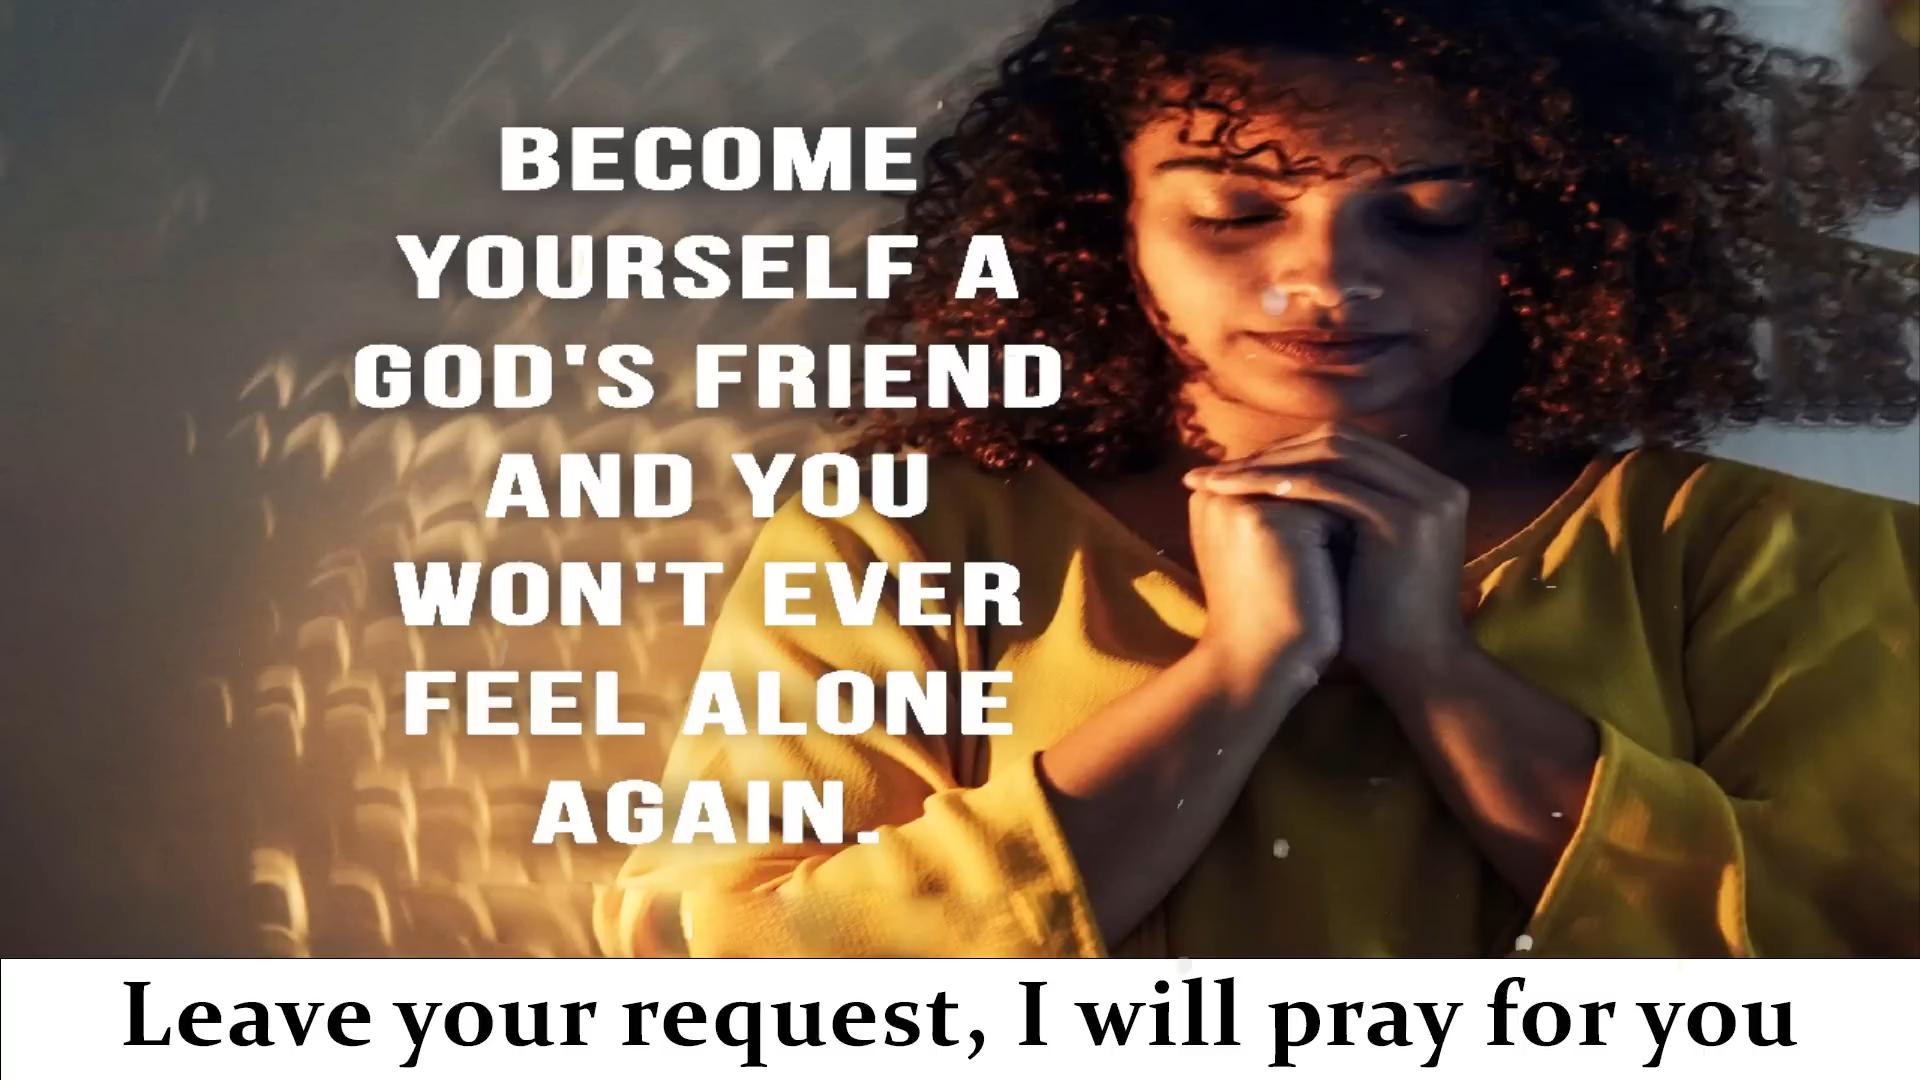 BECOME
YOURSELF A
GOD'S FRIEND
AND YOU
WON'T EVER
FEEL ALONE
AGAIN.
Leave your request, I will pray for you